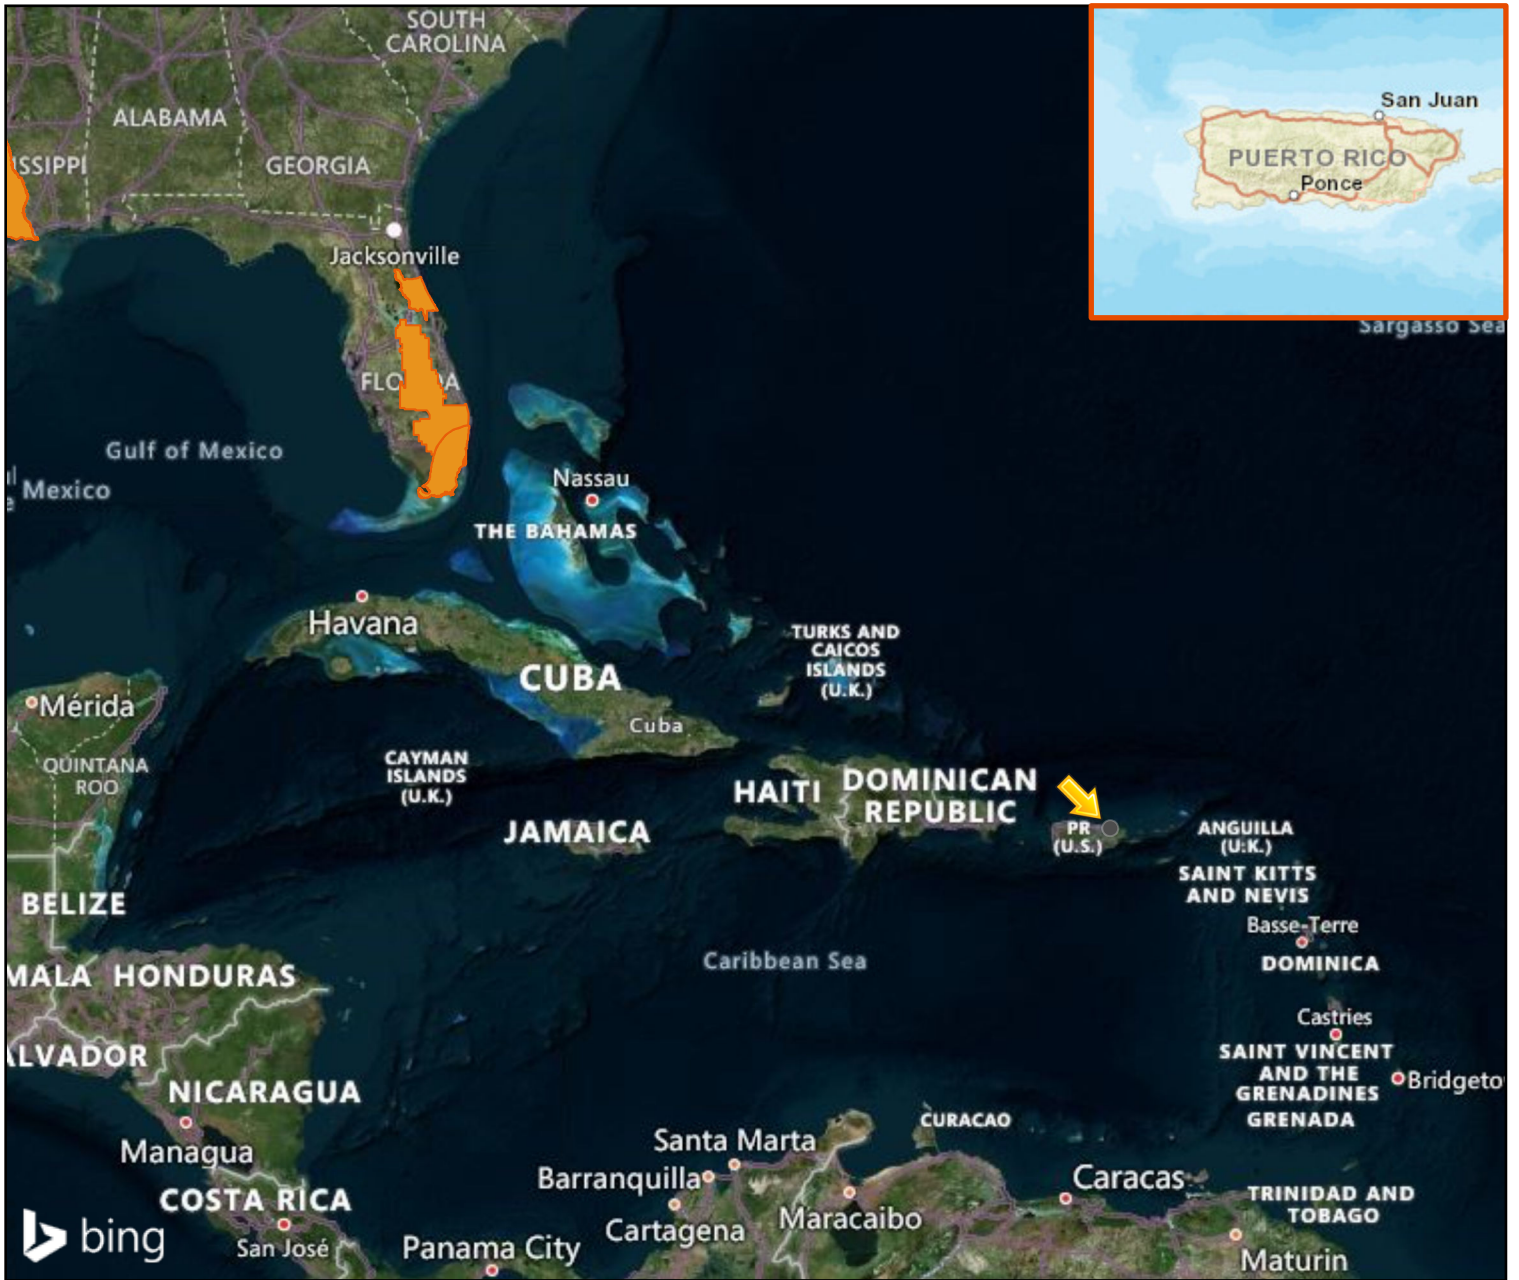 SOUTH
CAROLINA
San Juan
PUERTO RICO
Ponce
ALABAMA
ISSIPPI
GEORGIA
Jacksonville
Sargasso Sea
FLO DA
Gulf of Mexico
Mexico
Nassau
THE BAHAMAS
Havana
CUBA
Cuba
TURKS AND
CAICOS
ISLANDS
(U.K.)
Mérida
QUINTANA
ROO
CAYMAN
ISLANDS
(U.K.)
JAMAICA
HAITI
DOMINICAN
REPUBLIC
PR
(U.S.)
ANGUILLA
(U.K.)
SAINT KITTS
AND NEVIS
BELIZE
Basse-Terre
DOMINICA
Caribbean Sea
MALA
HONDURAS
Castries
ALVADOR
SAINT VINCENT
AND THE
GRENADINES
Bridgeto
GRENADA
NICARAGUA
Managua
CURACAO
Santa Marta
Barranquilla
Cartagena
Maracaibo
Caracas
TRINIDAD AND
TOBAGO
Maturin
COSTA RICA
San José
Panama City
bing